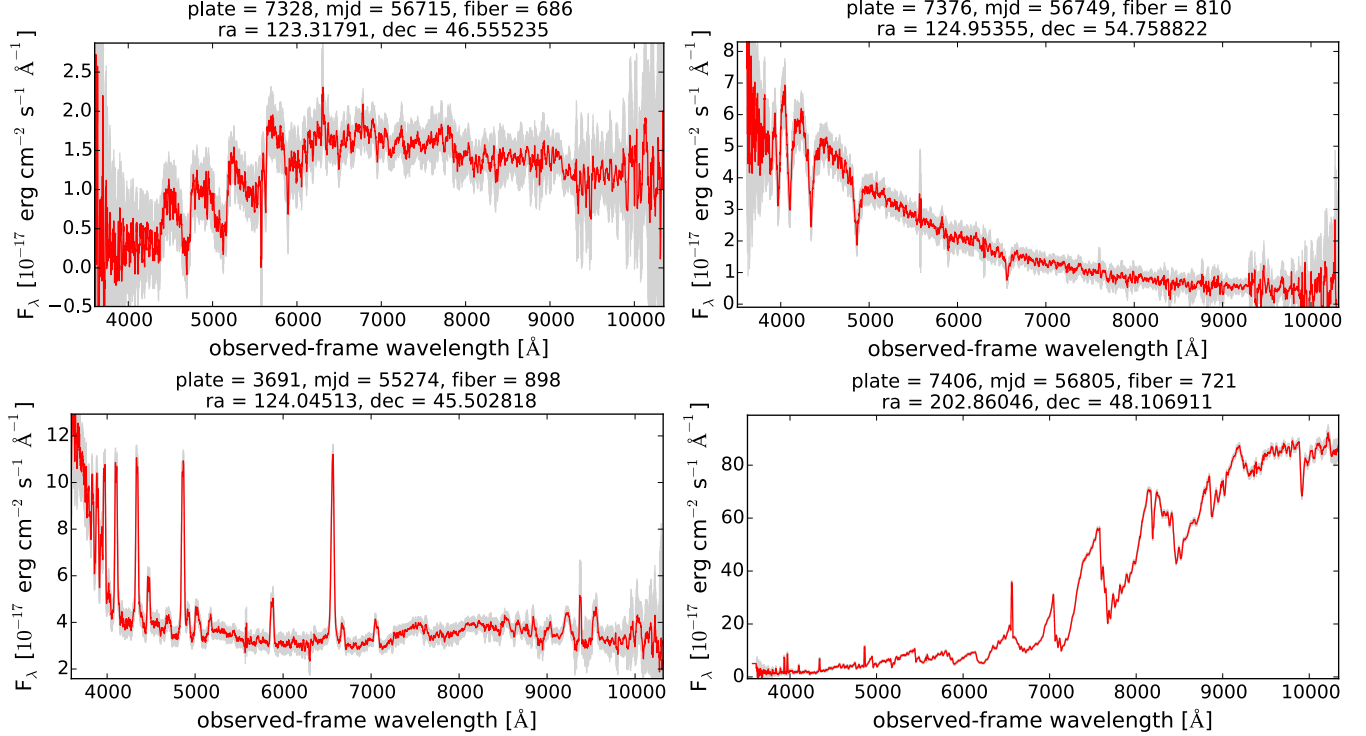 plate = 7328, mjd = 56715, fiber = 686
ra = 123.31791, dec = 46.555235
F_λ [10⁻¹⁷ erg cm⁻² s⁻¹ Å⁻¹ ]
2.5
2.0
1.5
1.0
0.5
0.0
−0.5
4000 5000 6000 7000 8000 9000 10000
observed-frame wavelength [Å]
plate = 7376, mjd = 56749, fiber = 810
ra = 124.95355, dec = 54.758822
F_λ [10⁻¹⁷ erg cm⁻² s⁻¹ Å⁻¹ ]
8
7
6
5
4
3
2
1
0
4000 5000 6000 7000 8000 9000 10000
observed-frame wavelength [Å]
plate = 3691, mjd = 55274, fiber = 898
ra = 124.04513, dec = 45.502818
F_λ [10⁻¹⁷ erg cm⁻² s⁻¹ Å⁻¹ ]
12
10
8
6
4
2
4000 5000 6000 7000 8000 9000 10000
observed-frame wavelength [Å]
plate = 7406, mjd = 56805, fiber = 721
ra = 202.86046, dec = 48.106911
F_λ [10⁻¹⁷ erg cm⁻² s⁻¹ Å⁻¹ ]
80
60
40
20
0
4000 5000 6000 7000 8000 9000 10000
observed-frame wavelength [Å]